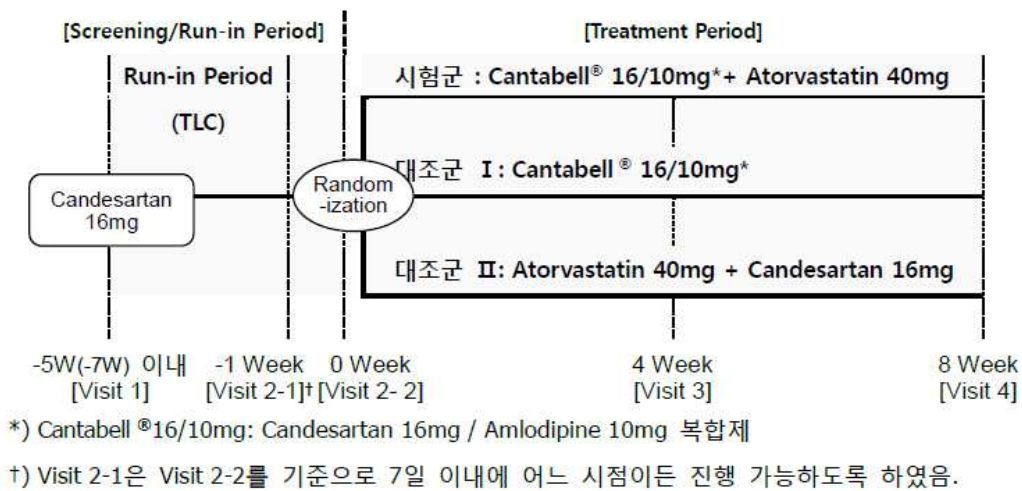 [Screening/Run-in Period]
[Treatment Period]
Run-in Period
(TLC)
시험군 : Cantabell® 16/10mg*+ Atorvastatin 40mg
대조군 Ⅰ: Cantabell ® 16/10mg*
Candesartan
16mg
Random
-ization
대조군 Ⅱ: Atorvastatin 40mg + Candesartan 16mg
-5W(-7W) 이내
[Visit 1]
-1 Week
[Visit 2-1]†
0 Week
[Visit 2- 2]
4 Week
[Visit 3]
8 Week
[Visit 4]
*) Cantabell ®16/10mg: Candesartan 16mg / Amlodipine 10mg 복합제
†) Visit 2-1은 Visit 2-2를 기준으로 7일 이내에 어느 시점이든 진행 가능하도록 하였음.